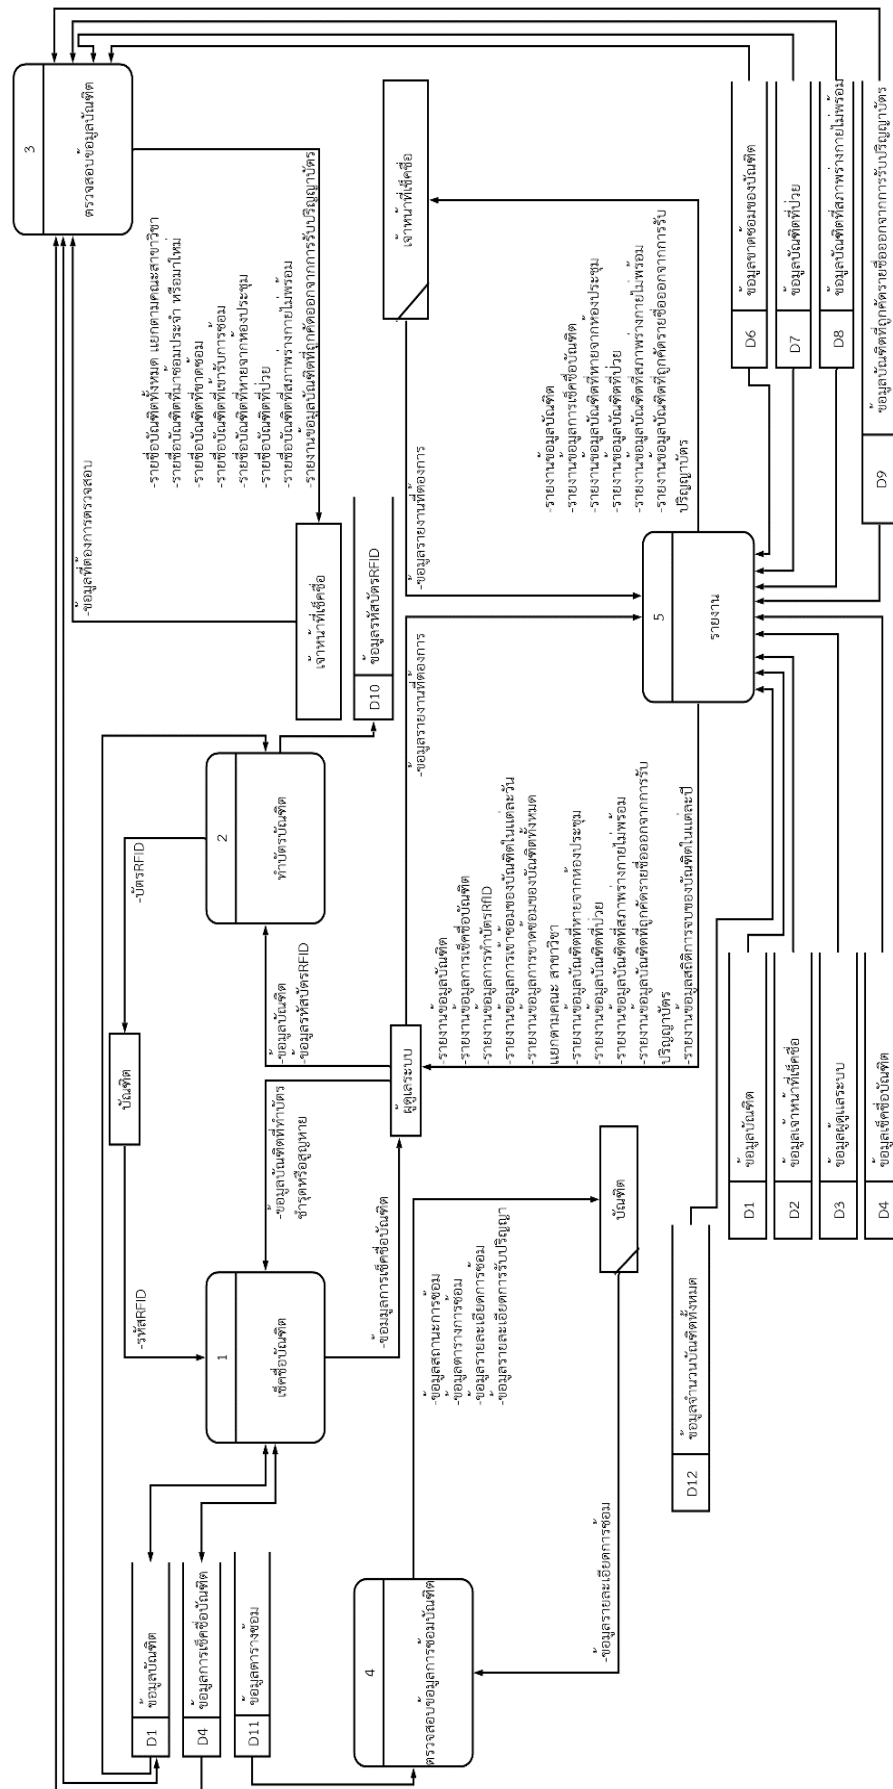 1
เช็คชื่อบัณฑิต
2
ทำบัตรบัณฑิต
3
ตรวจสอบข้อมูลบัณฑิต
4
ตรวจสอบข้อมูลการซ้อมบัณฑิต
5
รายงาน
บัณฑิต
-รหัสRFID
-บัตรRFID
D1 ข้อมูลบัณฑิต
D4 ข้อมูลการเช็คชื่อบัณฑิต
D11 ข้อมูลตารางซ้อม
-ข้อมูลบัณฑิตที่ทำบัตร
ชำรุดหรือสูญหาย
-ข้อมมูลการเช็คชื่อบัณฑิต
-ข้อมูลบัณฑิต
-ข้อมูลรหัสบัตรRFID
ผู้ดูแลระบบ
D10 ข้อมูลรหัสบัตรRFID
เจ้าหน้าที่เช็คชื่อ
-ข้อมูลที่ต้องการตรวจสอบ
-รายชื่อบัณฑิตทั้งหมด แยกตามคณะสาขาวิชา
-รายชื่อบัณฑิตที่มาซ้อมประจำ หรือมาใหม่
-รายชื่อบัณฑิตที่ขาดซ้อม
-รายชื่อบัณฑิตที่เข้ารับการซ้อม
-รายชื่อบัณฑิตที่หายจากห้องประชุม
-รายชื่อบัณฑิตที่ป่วย
-รายชื่อบัณฑิตที่สภาพร่างกายไม่พร้อม
-รายงานข้อมูลบัณฑิตที่ถูกคัดออกจากการรับปริญญาบัตร
เจ้าหน้าที่เช็คชื่อ
-ข้อมูลรายงานที่ต้องการ
-ข้อมูลรายงานที่ต้องการ
-ข้อมูลสถานะการซ้อม
-ข้อมูลตารางการซ้อม
-ข้อมูลรายละเอียดการซ้อม
-ข้อมูลรายละเอียดการรับปริญญา
บัณฑิต
-ข้อมูลรายละเอียดการซ้อม
-รายงานข้อมูลบัณฑิต
-รายงานข้อมูลการเช็คชื่อบัณฑิต
-รายงานข้อมูลการทำบัตรRfID
-รายงานข้อมูลการเข้าซ้อมของบัณฑิตในแต่ละวัน
-รายงานข้อมูลการขาดซ้อมของบัณฑิตทั้งหมด
แยกตามคณะ สาขาวิชา
-รายงานข้อมูลบัณฑิตที่หายจากห้องประชุม
-รายงานข้อมูลบัณฑิตที่ป่วย
-รายงานข้อมูลบัณฑิตที่สภาพร่างกายไม่พร้อม
-รายงานข้อมูลบัณฑิตที่ถูกคัดรายชื่อออกจากการรับ
ปริญญาบัตร
-รายงานข้อมูลสถิติการจบของบัณฑิตในแต่ละปี
-รายงานข้อมูลบัณฑิต
-รายงานข้อมูลการเช็คชื่อบัณฑิต
-รายงานข้อมูลบัณฑิตที่หายจากห้องประชุม
-รายงานข้อมูลบัณฑิตที่ป่วย
-รายงานข้อมูลบัณฑิตที่สภาพร่างกายไม่พร้อม
-รายงานข้อมูลบัณฑิตที่ถูกคัดรายชื่อออกจากการรับ
ปริญญาบัตร
D12 ข้อมูลจำนวนบัณฑิตทั้งหมด
D1 ข้อมูลบัณฑิต
D2 ข้อมูลเจ้าหน้าที่เช็คชื่อ
D3 ข้อมูลผู้ดูแลระบบ
D4 ข้อมูลเช็คชื่อบัณฑิต
D6 ข้อมูลขาดซ้อมของบัณฑิต
D7 ข้อมูลบัณฑิตที่ป่วย
D8 ข้อมูลบัณฑิตที่สภาพร่างกายไม่พร้อม
D9 ข้อมูลบัณฑิตที่ถูกคัดรายชื่อออกจากการรับปริญญาบัตร